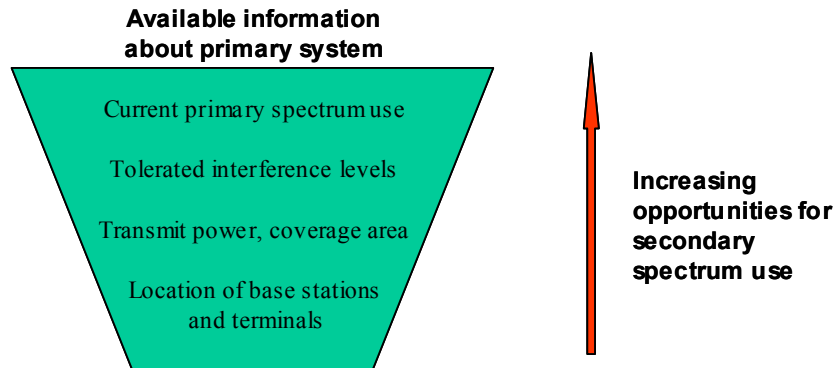 Available information
about primary system
Current primary spectrum use
Tolerated interference levels
Transmit power, coverage area
Location of base stations
and terminals
Increasing
opportunities for
secondary
spectrum use